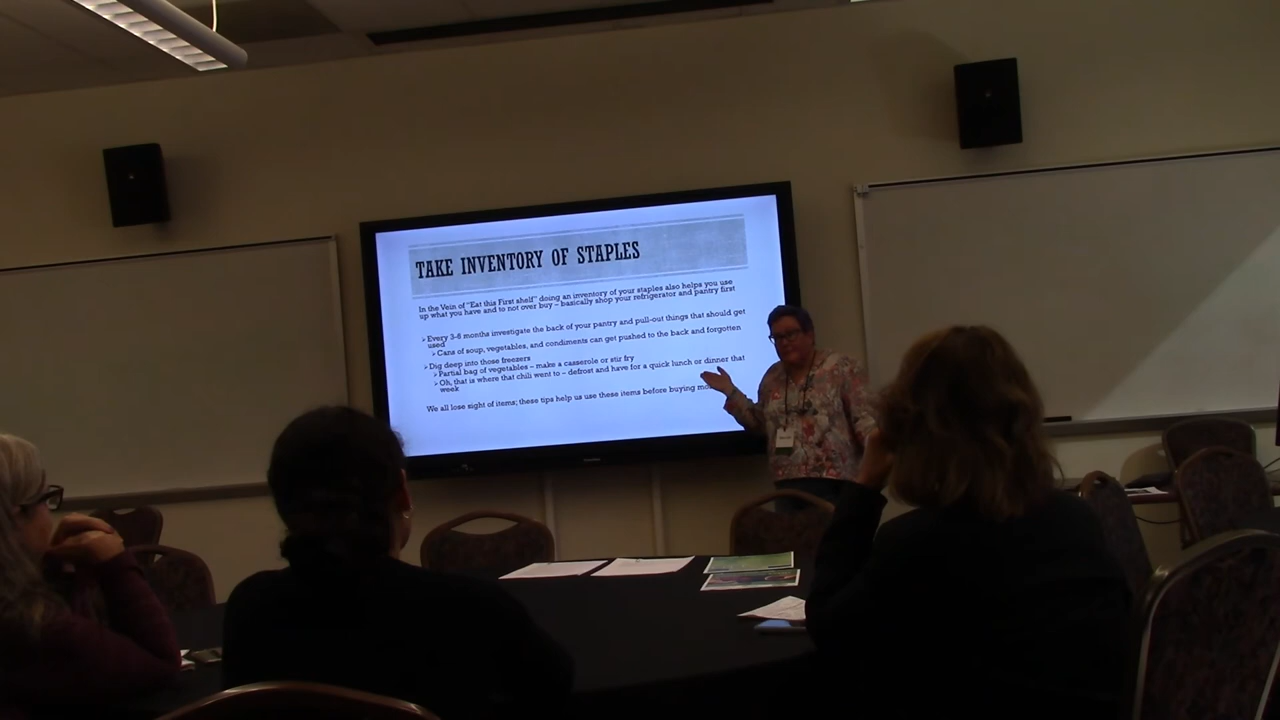 TAKE INVENTORY OF STAPLES
In the Vein of "Eat this First shelf" doing an inventory of your staples also helps you use
up what you have and to not over buy – basically shop your refrigerator and pantry first
Every 3-6 months investigate the back of your pantry and pull-out things that should get
used
Cans of soup, vegetables, and condiments can get pushed to the back and forgotten
Dig deep into those freezers
Partial bag of vegetables – make a casserole or stir fry
Oh, that is where that chili went to – defrost and have for a quick lunch or dinner that
week
We all lose sight of items; these tips help us use these items before buying